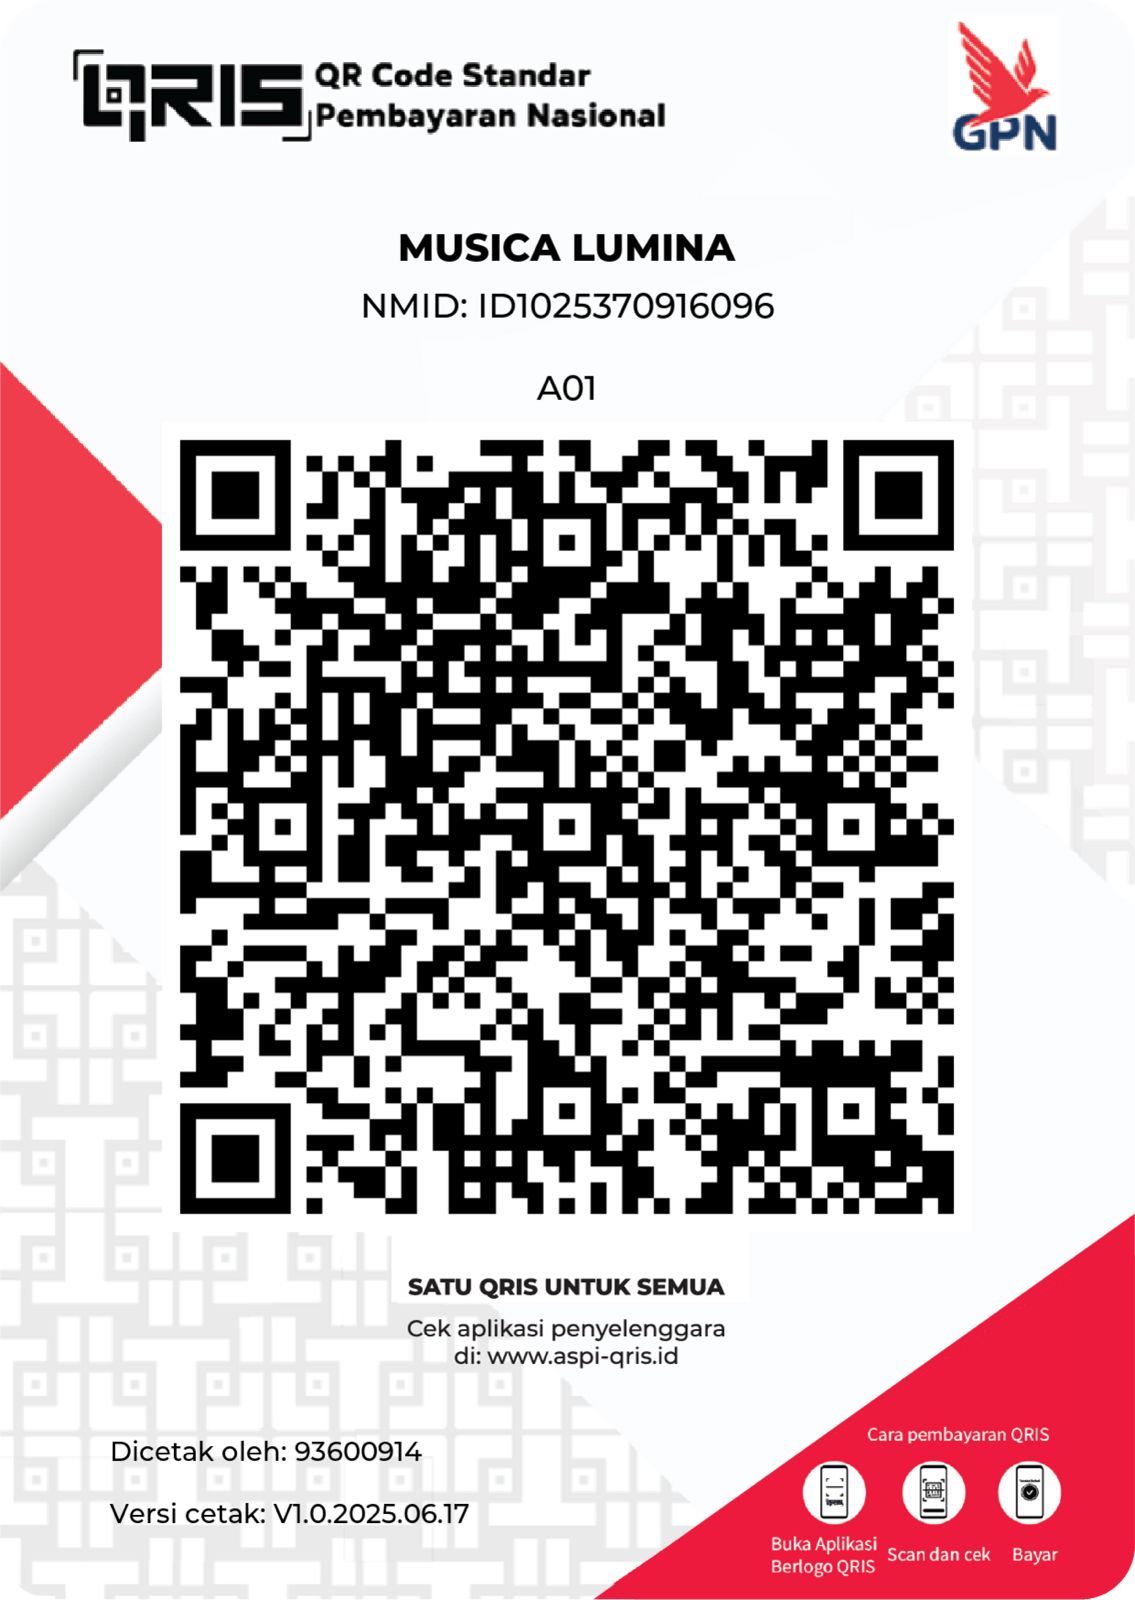 QRIS
QR Code Standar
Pembayaran Nasional
GPN
MUSICA LUMINA
NMID: ID1025370916096
A01
SATU QRIS UNTUK SEMUA
Cek aplikasi penyelenggara
di: www.aspi-qris.id
Dicetak oleh: 93600914
Versi cetak: V1.0.2025.06.17
Cara pembayaran QRIS
Buka Aplikasi
Berlogo QRIS
Scan dan cek
Bayar